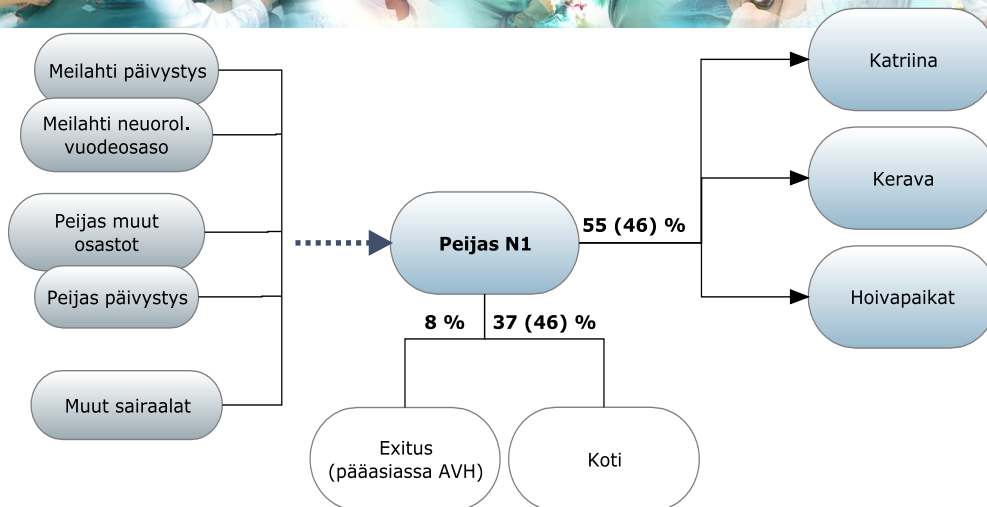 Meilahti päivystys
Meilahti neuorol.
vuodeosaso
Peijas muut
osastot
Peijas päivystys
Muut sairaalat
Peijas N1
55 (46) %
8 %
37 (46) %
Exitus
(pääasiassa AVH)
Koti
Katriina
Kerava
Hoivapaikat